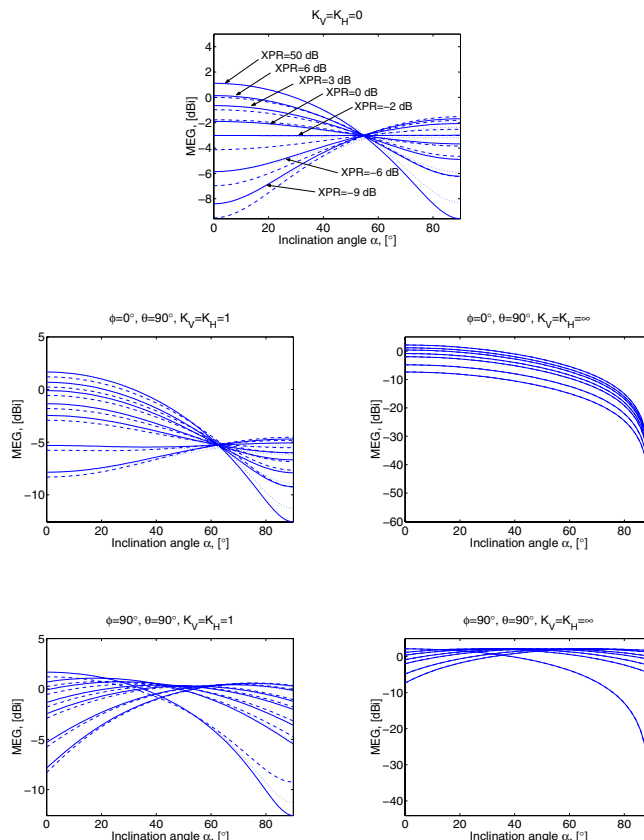 K_V=K_H=0
4
2
0
−2
−4
−6
−8
MEG, [dBi]
XPR=50 dB
XPR=6 dB
XPR=3 dB
XPR=0 dB
XPR=−2 dB
XPR=−6 dB
XPR=−9 dB
0 20 40 60 80
Inclination angle α, [°]
ϕ=0°, θ=90°, K_V=K_H=1
5
0
−5
−10
MEG, [dBi]
0 20 40 60 80
Inclination angle α, [°]
ϕ=0°, θ=90°, K_V=K_H=∞
0
−10
−20
−30
−40
−50
−60
MEG, [dBi]
0 20 40 60 80
Inclination angle α, [°]
ϕ=90°, θ=90°, K_V=K_H=1
5
0
−5
−10
MEG, [dBi]
0 20 40 60 80
Inclination angle α, [°]
ϕ=90°, θ=90°, K_V=K_H=∞
0
−10
−20
−30
−40
MEG, [dBi]
0 20 40 60 80
Inclination angle α, [°]